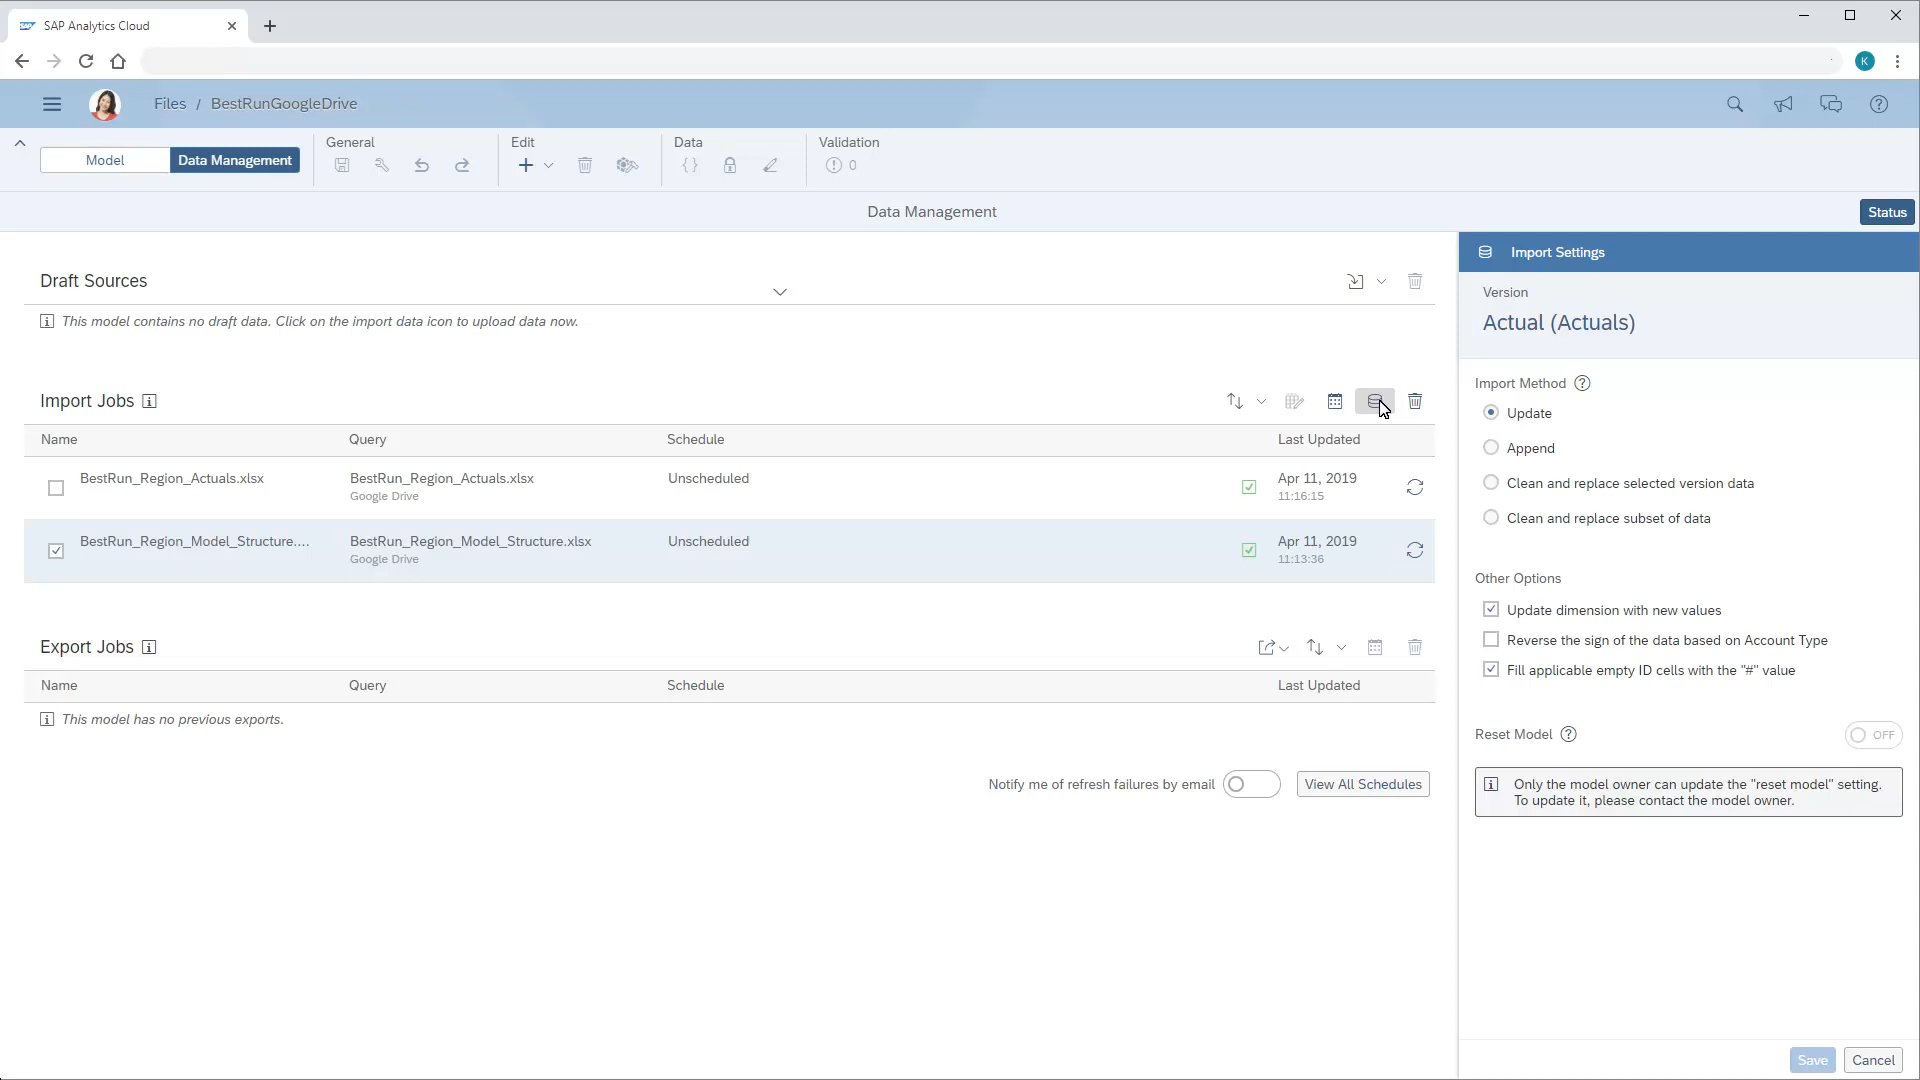 SAP Analytics Cloud
K
Files / BestRunGoogleDrive
Model
Data Management
General
Edit
Data
Validation
0
Data Management
Status
Draft Sources
This model contains no draft data. Click on the import data icon to upload data now.
Import Jobs
Name Query Schedule Last Updated
BestRun_Region_Actuals.xlsx BestRun_Region_Actuals.xlsx Unscheduled Apr 11, 2019
Google Drive 11:16:15
BestRun_Region_Model_Structure.... BestRun_Region_Model_Structure.xlsx Unscheduled Apr 11, 2019
Google Drive 11:13:36
Export Jobs
Name Query Schedule Last Updated
This model has no previous exports.
Notify me of refresh failures by email View All Schedules
Import Settings
Version
Actual (Actuals)
Import Method
Update
Append
Clean and replace selected version data
Clean and replace subset of data
Other Options
Update dimension with new values
Reverse the sign of the data based on Account Type
Fill applicable empty ID cells with the "#" value
Reset Model OFF
Only the model owner can update the "reset model" setting.
To update it, please contact the model owner.
Save Cancel